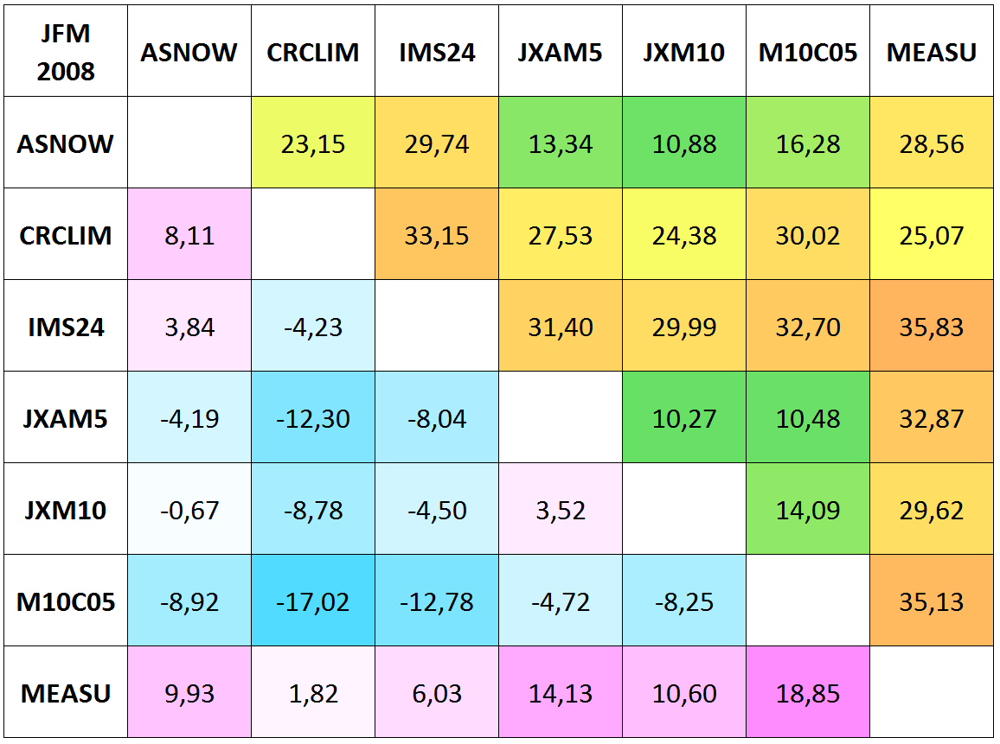 JFM 2008 ASNOW CRCLIM IMS24 JXAM5 JXM10 M10C05 MEASU
ASNOW 23,15 29,74 13,34 10,88 16,28 28,56
CRCLIM 8,11 33,15 27,53 24,38 30,02 25,07
IMS24 3,84 -4,23 31,40 29,99 32,70 35,83
JXAM5 -4,19 -12,30 -8,04 10,27 10,48 32,87
JXM10 -0,67 -8,78 -4,50 3,52 14,09 29,62
M10C05 -8,92 -17,02 -12,78 -4,72 -8,25 35,13
MEASU 9,93 1,82 6,03 14,13 10,60 18,85